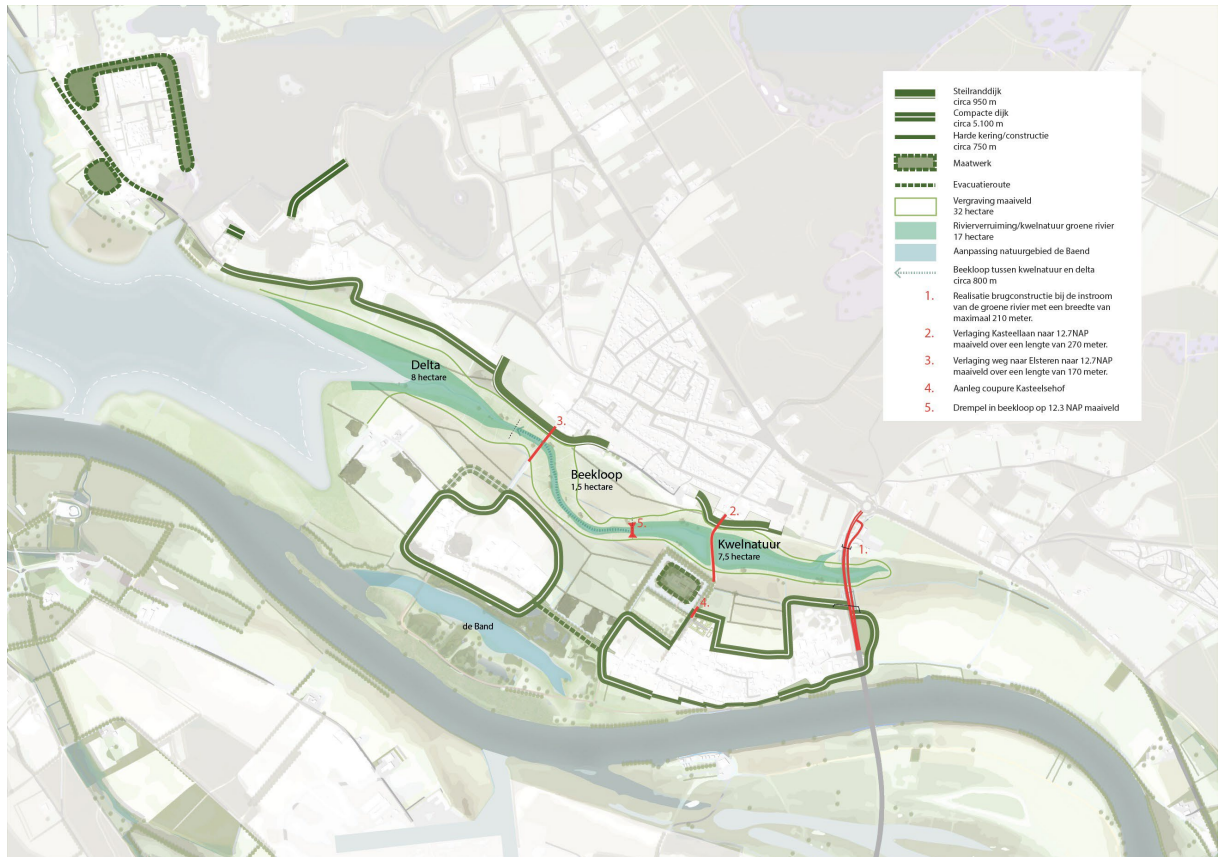 Steilranddijk
circa 950 m
Compacte dijk
circa 5.100 m
Harde kering/constructie
circa 750 m
Maatwerk
Evacuatieroute
Vergraving maaiveld
32 hectare
Rivierverruiming/kwelnatuur groene rivier
17 hectare
Aanpassing natuurgebied de Baend
Beekloop tussen kwelnatuur en delta
circa 800 m
1. Realisatie brugconstructie bij de instroom
van de groene rivier met een breedte van
maximaal 210 meter.
2. Verlaging Kasteellaan naar 12.7NAP
maaiveld over een lengte van 270 meter.
3. Verlaging weg naar Elsteren naar 12.7NAP
maaiveld over een lengte van 170 meter.
4. Aanleg coupure Kasteelsehof
5. Drempel in beekloop op 12.3 NAP maaiveld
Delta
8 hectare
3.
Beekloop
1,5 hectare
2.
5.
Kwelnatuur
7,5 hectare
1.
4.
de Band